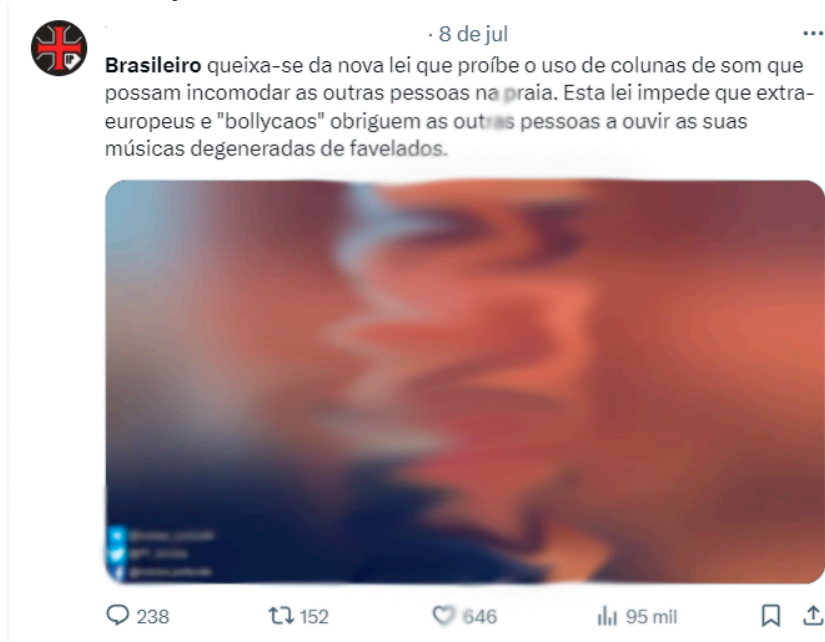 · 8 de jul
Brasileiro queixa-se da nova lei que proíbe o uso de colunas de som que
possam incomodar as outras pessoas na praia. Esta lei impede que extra-
europeus e "bollycaos" obriguem as outras pessoas a ouvir as suas
músicas degeneradas de favelados.
238 152 646 95 mil